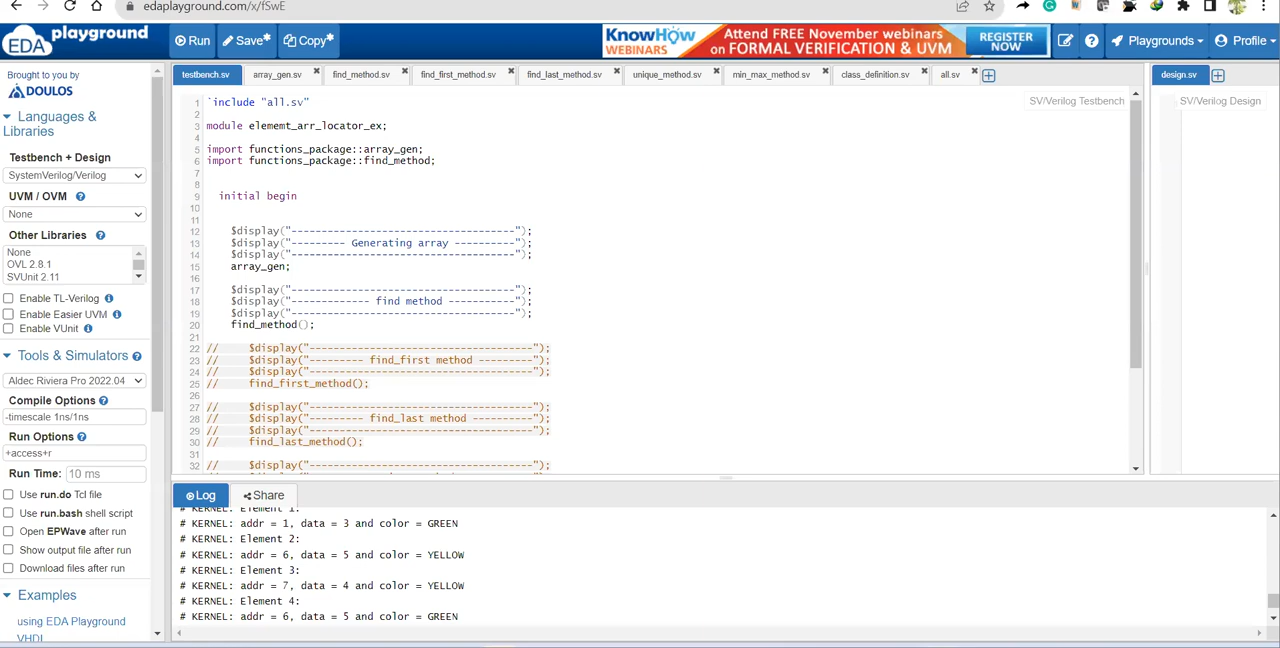 edaplayground.com/x/fSwE
EDA playground
Run
Save*
Copy*
KnowHow WEBINARS
Attend FREE November webinars
on FORMAL VERIFICATION & UVM
REGISTER NOW
Playgrounds
Profile
Brought to you by
DOULOS
Languages &
Libraries
Testbench + Design
SystemVerilog/Verilog
UVM / OVM
None
Other Libraries
None
OVL 2.8.1
SVUnit 2.11
Enable TL-Verilog
Enable Easier UVM
Enable VUnit
Tools & Simulators
Aldec Riviera Pro 2022.04
Compile Options
-timescale 1ns/1ns
Run Options
+access+r
Run Time: 10 ms
Use run.do Tcl file
Use run.bash shell script
Open EPWave after run
Show output file after run
Download files after run
Examples
using EDA Playground
VHDL
testbench.sv array_gen.sv find_method.sv find_first_method.sv find_last_method.sv unique_method.sv min_max_method.sv class_definition.sv all.sv
SV/Verilog Testbench
1 `include "all.sv"
2
3 module elememt_arr_locator_ex;
4
5 import functions_package::array_gen;
6 import functions_package::find_method;
7
8
9 initial begin
10
11
12 $display("-------------------------------------");
13 $display("--------- Generating array ----------");
14 $display("-------------------------------------");
15 array_gen;
16
17 $display("-------------------------------------");
18 $display("------------- find method -----------");
19 $display("-------------------------------------");
20 find_method();
21
22 // $display("-------------------------------------");
23 // $display("--------- find_first method ---------");
24 // $display("-------------------------------------");
25 // find_first_method();
26
27 // $display("-------------------------------------");
28 // $display("--------- find_last method ----------");
29 // $display("-------------------------------------");
30 // find_last_method();
31
32 // $display("-------------------------------------");
design.sv
SV/Verilog Design
Log
Share
# KERNEL: Element 1:
# KERNEL: addr = 1, data = 3 and color = GREEN
# KERNEL: Element 2:
# KERNEL: addr = 6, data = 5 and color = YELLOW
# KERNEL: Element 3:
# KERNEL: addr = 7, data = 4 and color = YELLOW
# KERNEL: Element 4:
# KERNEL: addr = 6, data = 5 and color = GREEN